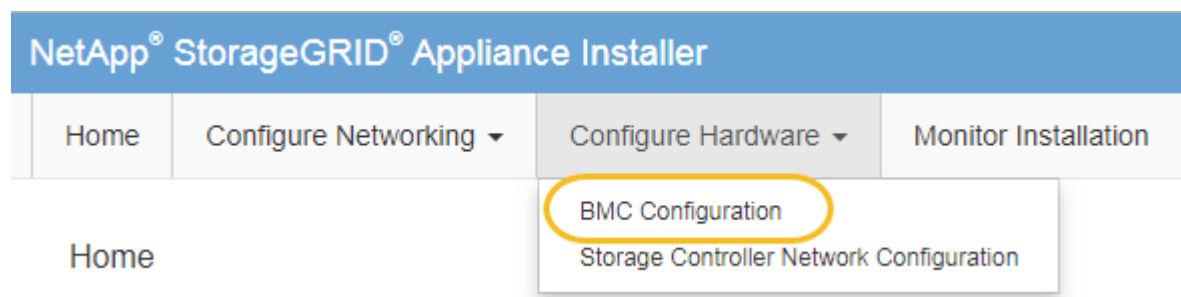 NetApp® StorageGRID® Appliance Installer
Home Configure Networking Configure Hardware Monitor Installation
BMC Configuration
Home
Storage Controller Network Configuration